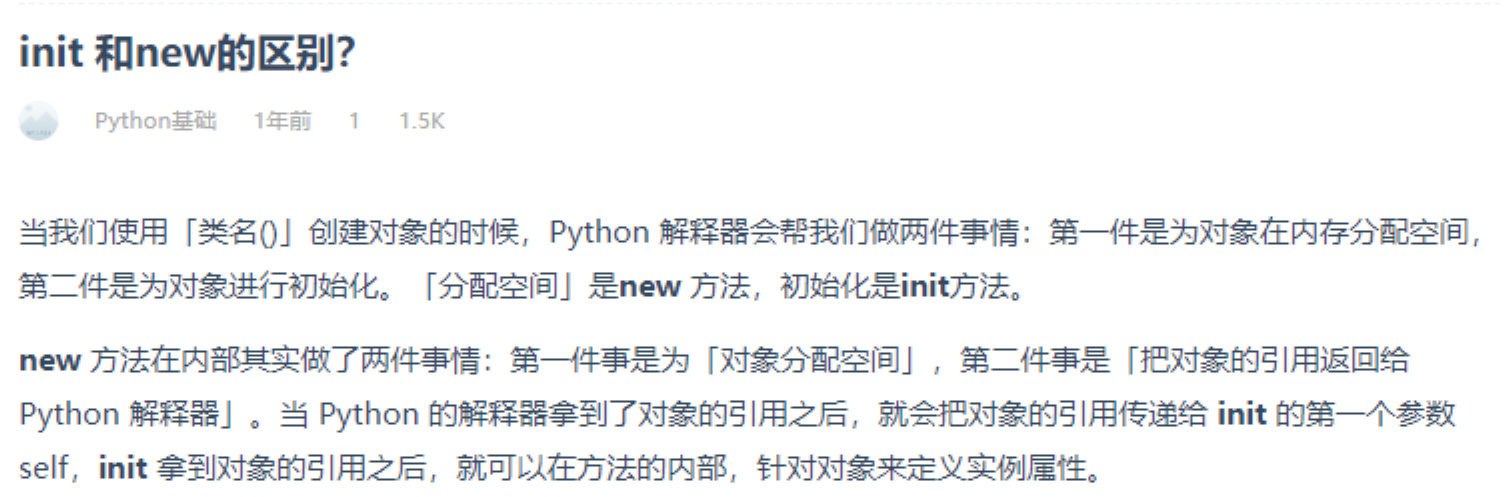 init 和new的区别？
Python基础 1年前 1 1.5K
当我们使用「类名()」创建对象的时候，Python 解释器会帮我们做两件事情：第一件是为对象在内存分配空间，
第二件是为对象进行初始化。「分配空间」是new 方法，初始化是init方法。
new 方法在内部其实做了两件事情：第一件事是为「对象分配空间」，第二件事是「把对象的引用返回给
Python 解释器」。当 Python 的解释器拿到了对象的引用之后，就会把对象的引用传递给 init 的第一个参数
self，init 拿到对象的引用之后，就可以在方法的内部，针对对象来定义实例属性。